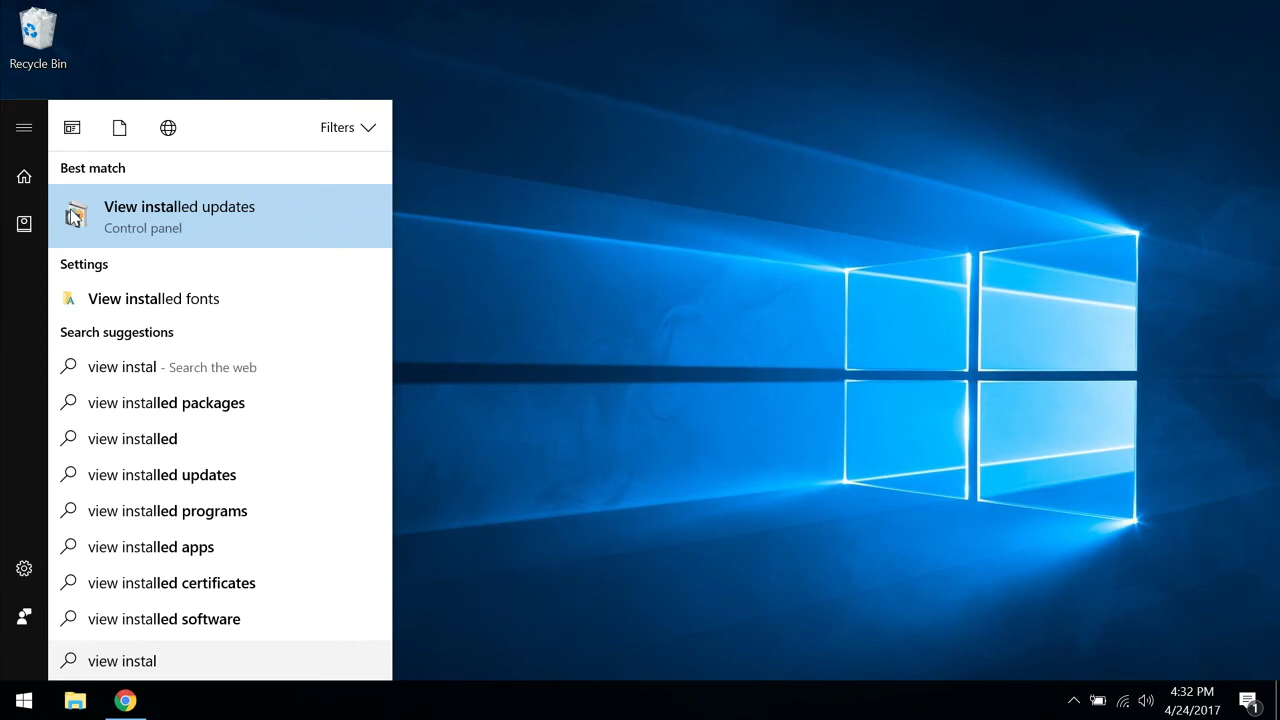 Recycle Bin
Filters
Best match
View installed updates
Control panel
Settings
View installed fonts
Search suggestions
view instal - Search the web
view installed packages
view installed
view installed updates
view installed programs
view installed apps
view installed certificates
view installed software
view instal
4:32 PM
4/24/2017
1